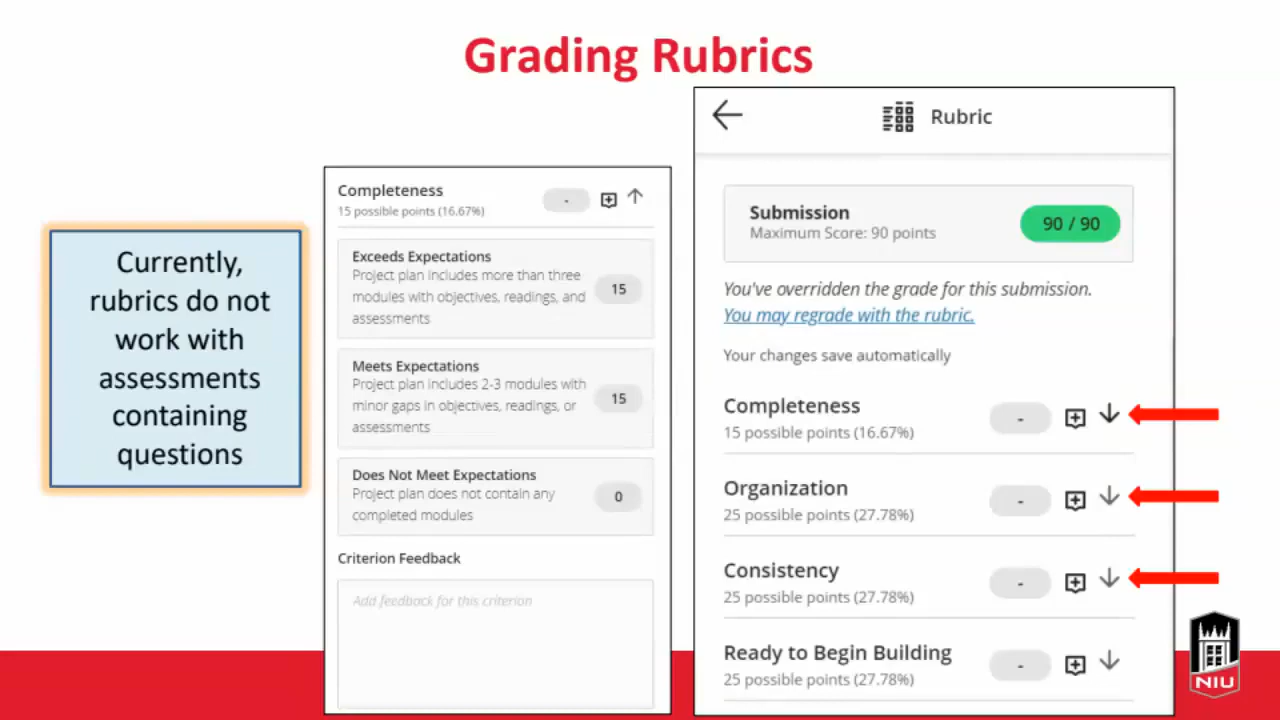 Grading Rubrics
Currently,
rubrics do not
work with
assessments
containing
questions
Completeness
15 possible points (16.67%)
-
Exceeds Expectations
Project plan includes more than three
modules with objectives, readings, and
assessments
15
Meets Expectations
Project plan includes 2-3 modules with
minor gaps in objectives, readings, or
assessments
15
Does Not Meet Expectations
Project plan does not contain any
completed modules
0
Criterion Feedback
Add feedback for this criterion
Rubric
Submission
Maximum Score: 90 points
90 / 90
You've overridden the grade for this submission.
You may regrade with the rubric.
Your changes save automatically
Completeness
15 possible points (16.67%)
-
Organization
25 possible points (27.78%)
-
Consistency
25 possible points (27.78%)
-
Ready to Begin Building
25 possible points (27.78%)
-
NIU